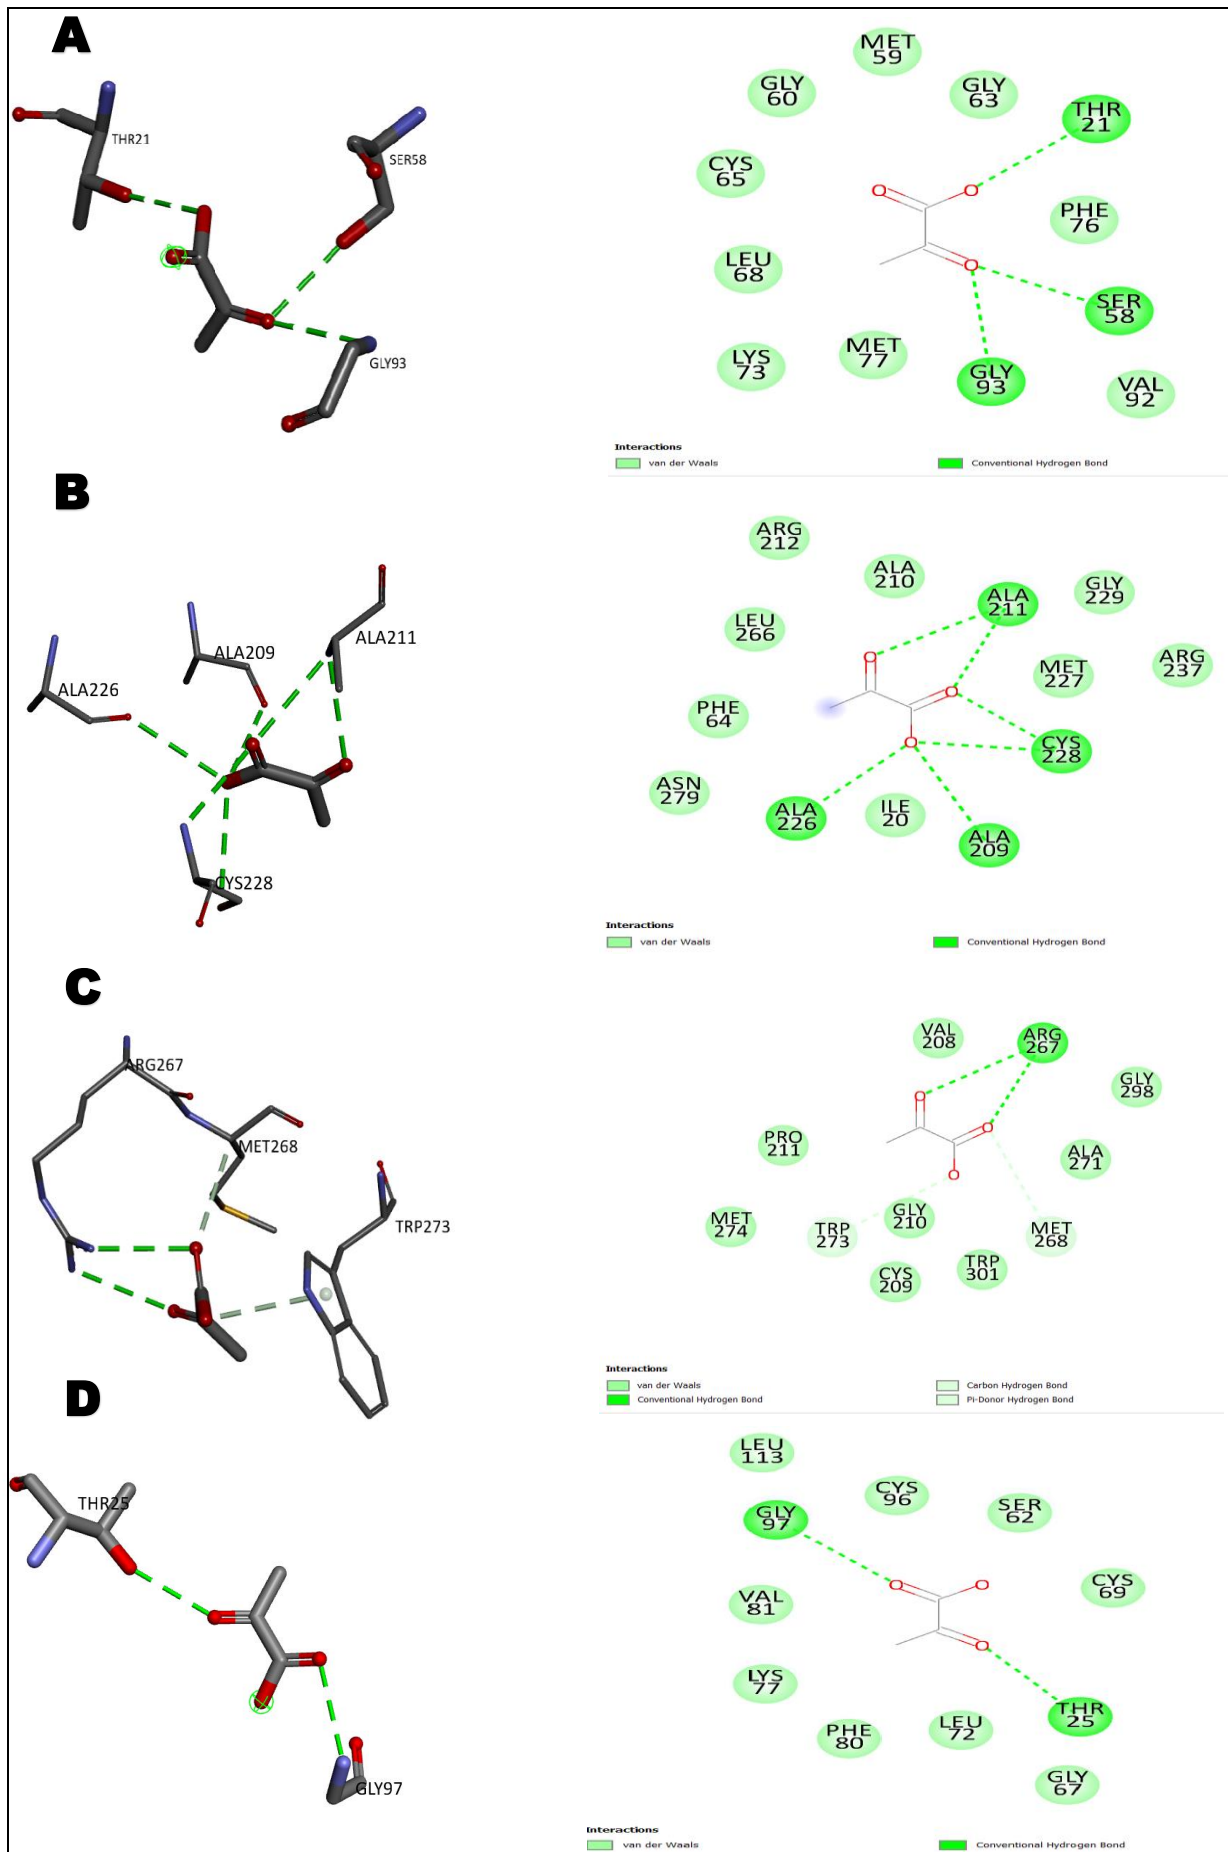 A
THR21
SER58
GLY93
MET
59
GLY
60
GLY
63
THR
21
CYS
65
PHE
76
LEU
68
SER
58
LYS
73
MET
77
GLY
93
VAL
92
O
O
O
Interactions
van der Waals
Conventional Hydrogen Bond
B
ALA226
ALA209
ALA211
CYS228
ARG
212
ALA
210
ALA
211
GLY
229
LEU
266
MET
227
ARG
237
PHE
64
CYS
228
ASN
279
ALA
226
ILE
20
ALA
209
O
O
O
Interactions
van der Waals
Conventional Hydrogen Bond
C
ARG267
MET268
TRP273
VAL
208
ARG
267
GLY
298
PRO
211
ALA
271
MET
274
TRP
273
GLY
210
MET
268
CYS
209
TRP
301
O
O
O
Interactions
van der Waals
Conventional Hydrogen Bond
Carbon Hydrogen Bond
Pi-Donor Hydrogen Bond
D
THR25
GLY97
LEU
113
GLY
97
CYS
96
SER
62
CYS
69
VAL
81
LYS
77
PHE
80
LEU
72
THR
25
GLY
67
O
O
O
Interactions
van der Waals
Conventional Hydrogen Bond